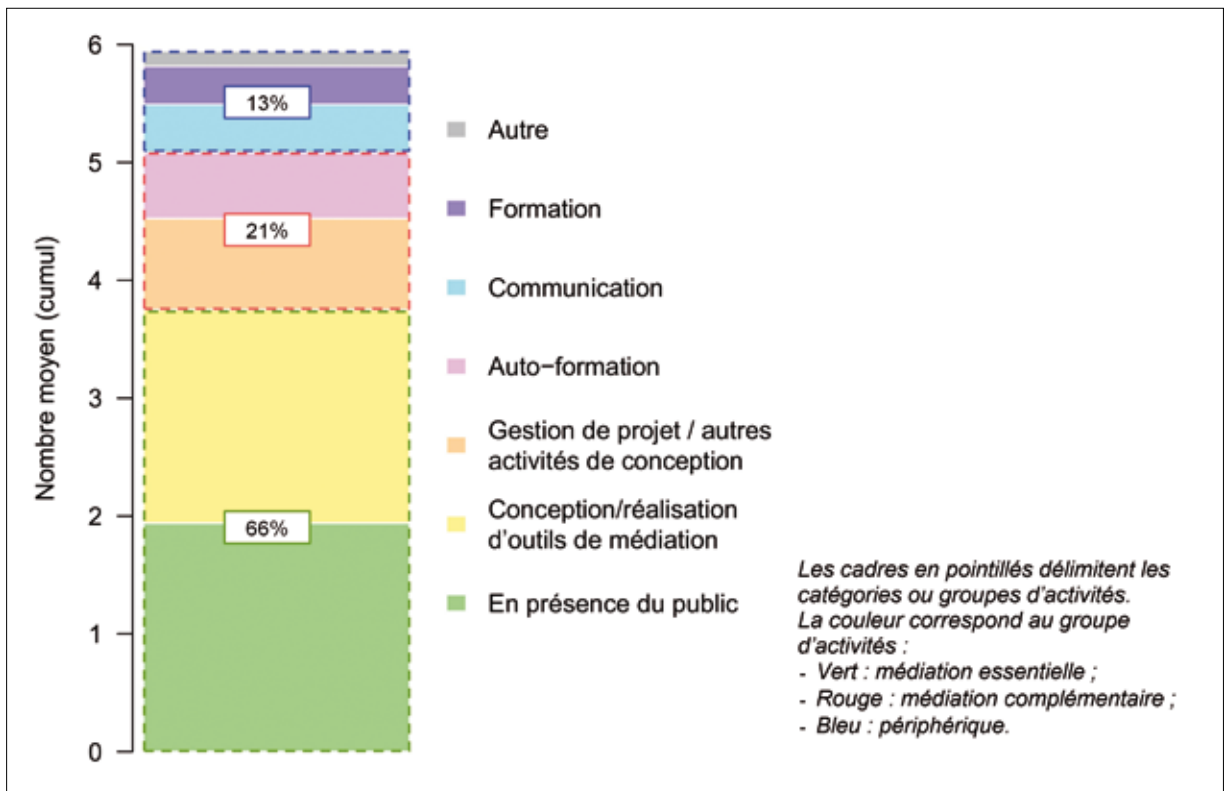 Nombre moyen (cumul)
6
5
4
3
2
1
0
13%
21%
66%
Autre
Formation
Communication
Auto-formation
Gestion de projet / autres
activités de conception
Conception/réalisation
d'outils de médiation
En présence du public
Les cadres en pointillés délimitent les
catégories ou groupes d'activités.
La couleur correspond au groupe
d'activités :
- Vert : médiation essentielle ;
- Rouge : médiation complémentaire ;
- Bleu : périphérique.